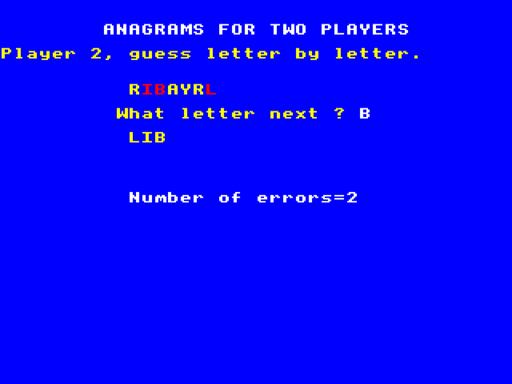 ANAGRAMS FOR TWO PLAYERS
Player 2, guess letter by letter.
RIBAYRL
What letter next ? B
LIB
Number of errors=2